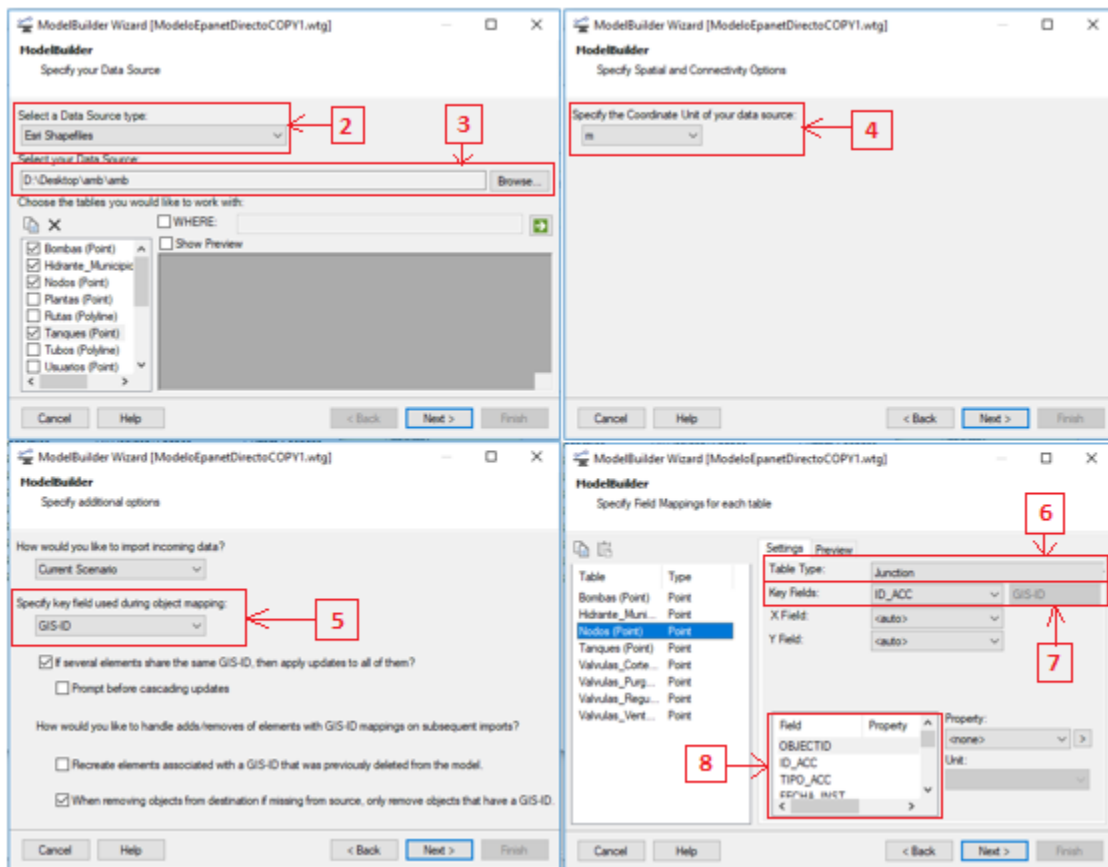 ModelBuilder Wizard [ModeloEpanetDirectoCOPY1.wtg]
ModelBuilder
Specify your Data Source
Select a Data Source type:
Esri Shapefiles
2
3
Select your Data Source:
D:\Desktop\amb\amb
Browse...
Choose the tables you would like to work with:
WHERE:
Show Preview
Bombas (Point)
Hidrante_Municipic
Nodos (Point)
Plantas (Point)
Rutas (Polyline)
Tanques (Point)
Tubos (Polyline)
Usuarios (Point)
Cancel
Help
< Back
Next >
Finish
ModelBuilder Wizard [ModeloEpanetDirectoCOPY1.wtg]
ModelBuilder
Specify Spatial and Connectivity Options
Specify the Coordinate Unit of your data source:
m
4
Cancel
Help
< Back
Next >
Finish
ModelBuilder Wizard [ModeloEpanetDirectoCOPY1.wtg]
ModelBuilder
Specify additional options
How would you like to import incoming data?
Current Scenario
Specify key field used during object mapping:
GIS-ID
5
If several elements share the same GIS-ID, then apply updates to all of them?
Prompt before cascading updates
How would you like to handle adds/removes of elements with GIS-ID mappings on subsequent imports?
Recreate elements associated with a GIS-ID that was previously deleted from the model.
When removing objects from destination if missing from source, only remove objects that have a GIS-ID.
Cancel
Help
< Back
Next >
Finish
ModelBuilder Wizard [ModeloEpanetDirectoCOPY1.wtg]
ModelBuilder
Specify Field Mappings for each table
6
Settings
Preview
Table Type
Bombas (Point) Point
Hidrante_Muni... Point
Nodos (Point) Point
Tanques (Point) Point
Valvulas_Corte... Point
Valvulas_Purg... Point
Valvulas_Regu... Point
Valvulas_Vent... Point
Table Type:
Junction
Key Fields:
ID_ACC
GIS-ID
X Field:
<auto>
Y Field:
<auto>
7
Field Property
OBJECTID
ID_ACC
TIPO_ACC
FECHA_INST
8
Property:
<none>
>
Unit:
Cancel
Help
< Back
Next >
Finish